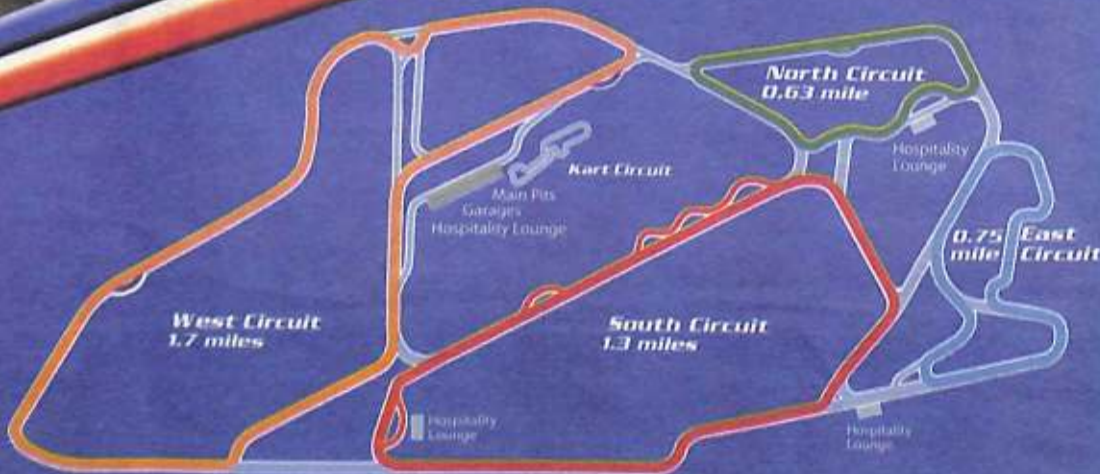 North Circuit
0.63 mile
Hospitality
Lounge
Kart Circuit
Main Pits
Garages
Hospitality Lounge
0.75 East
mile Circuit
West Circuit
1.7 miles
South Circuit
1.3 miles
Hospitality
Lounge
Hospitality
Lounge